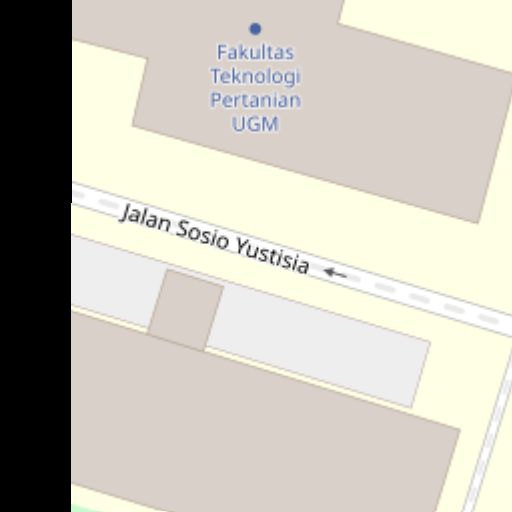 Fakultas
Teknologi
Pertanian
UGM
Jalan Sosio Yustisia